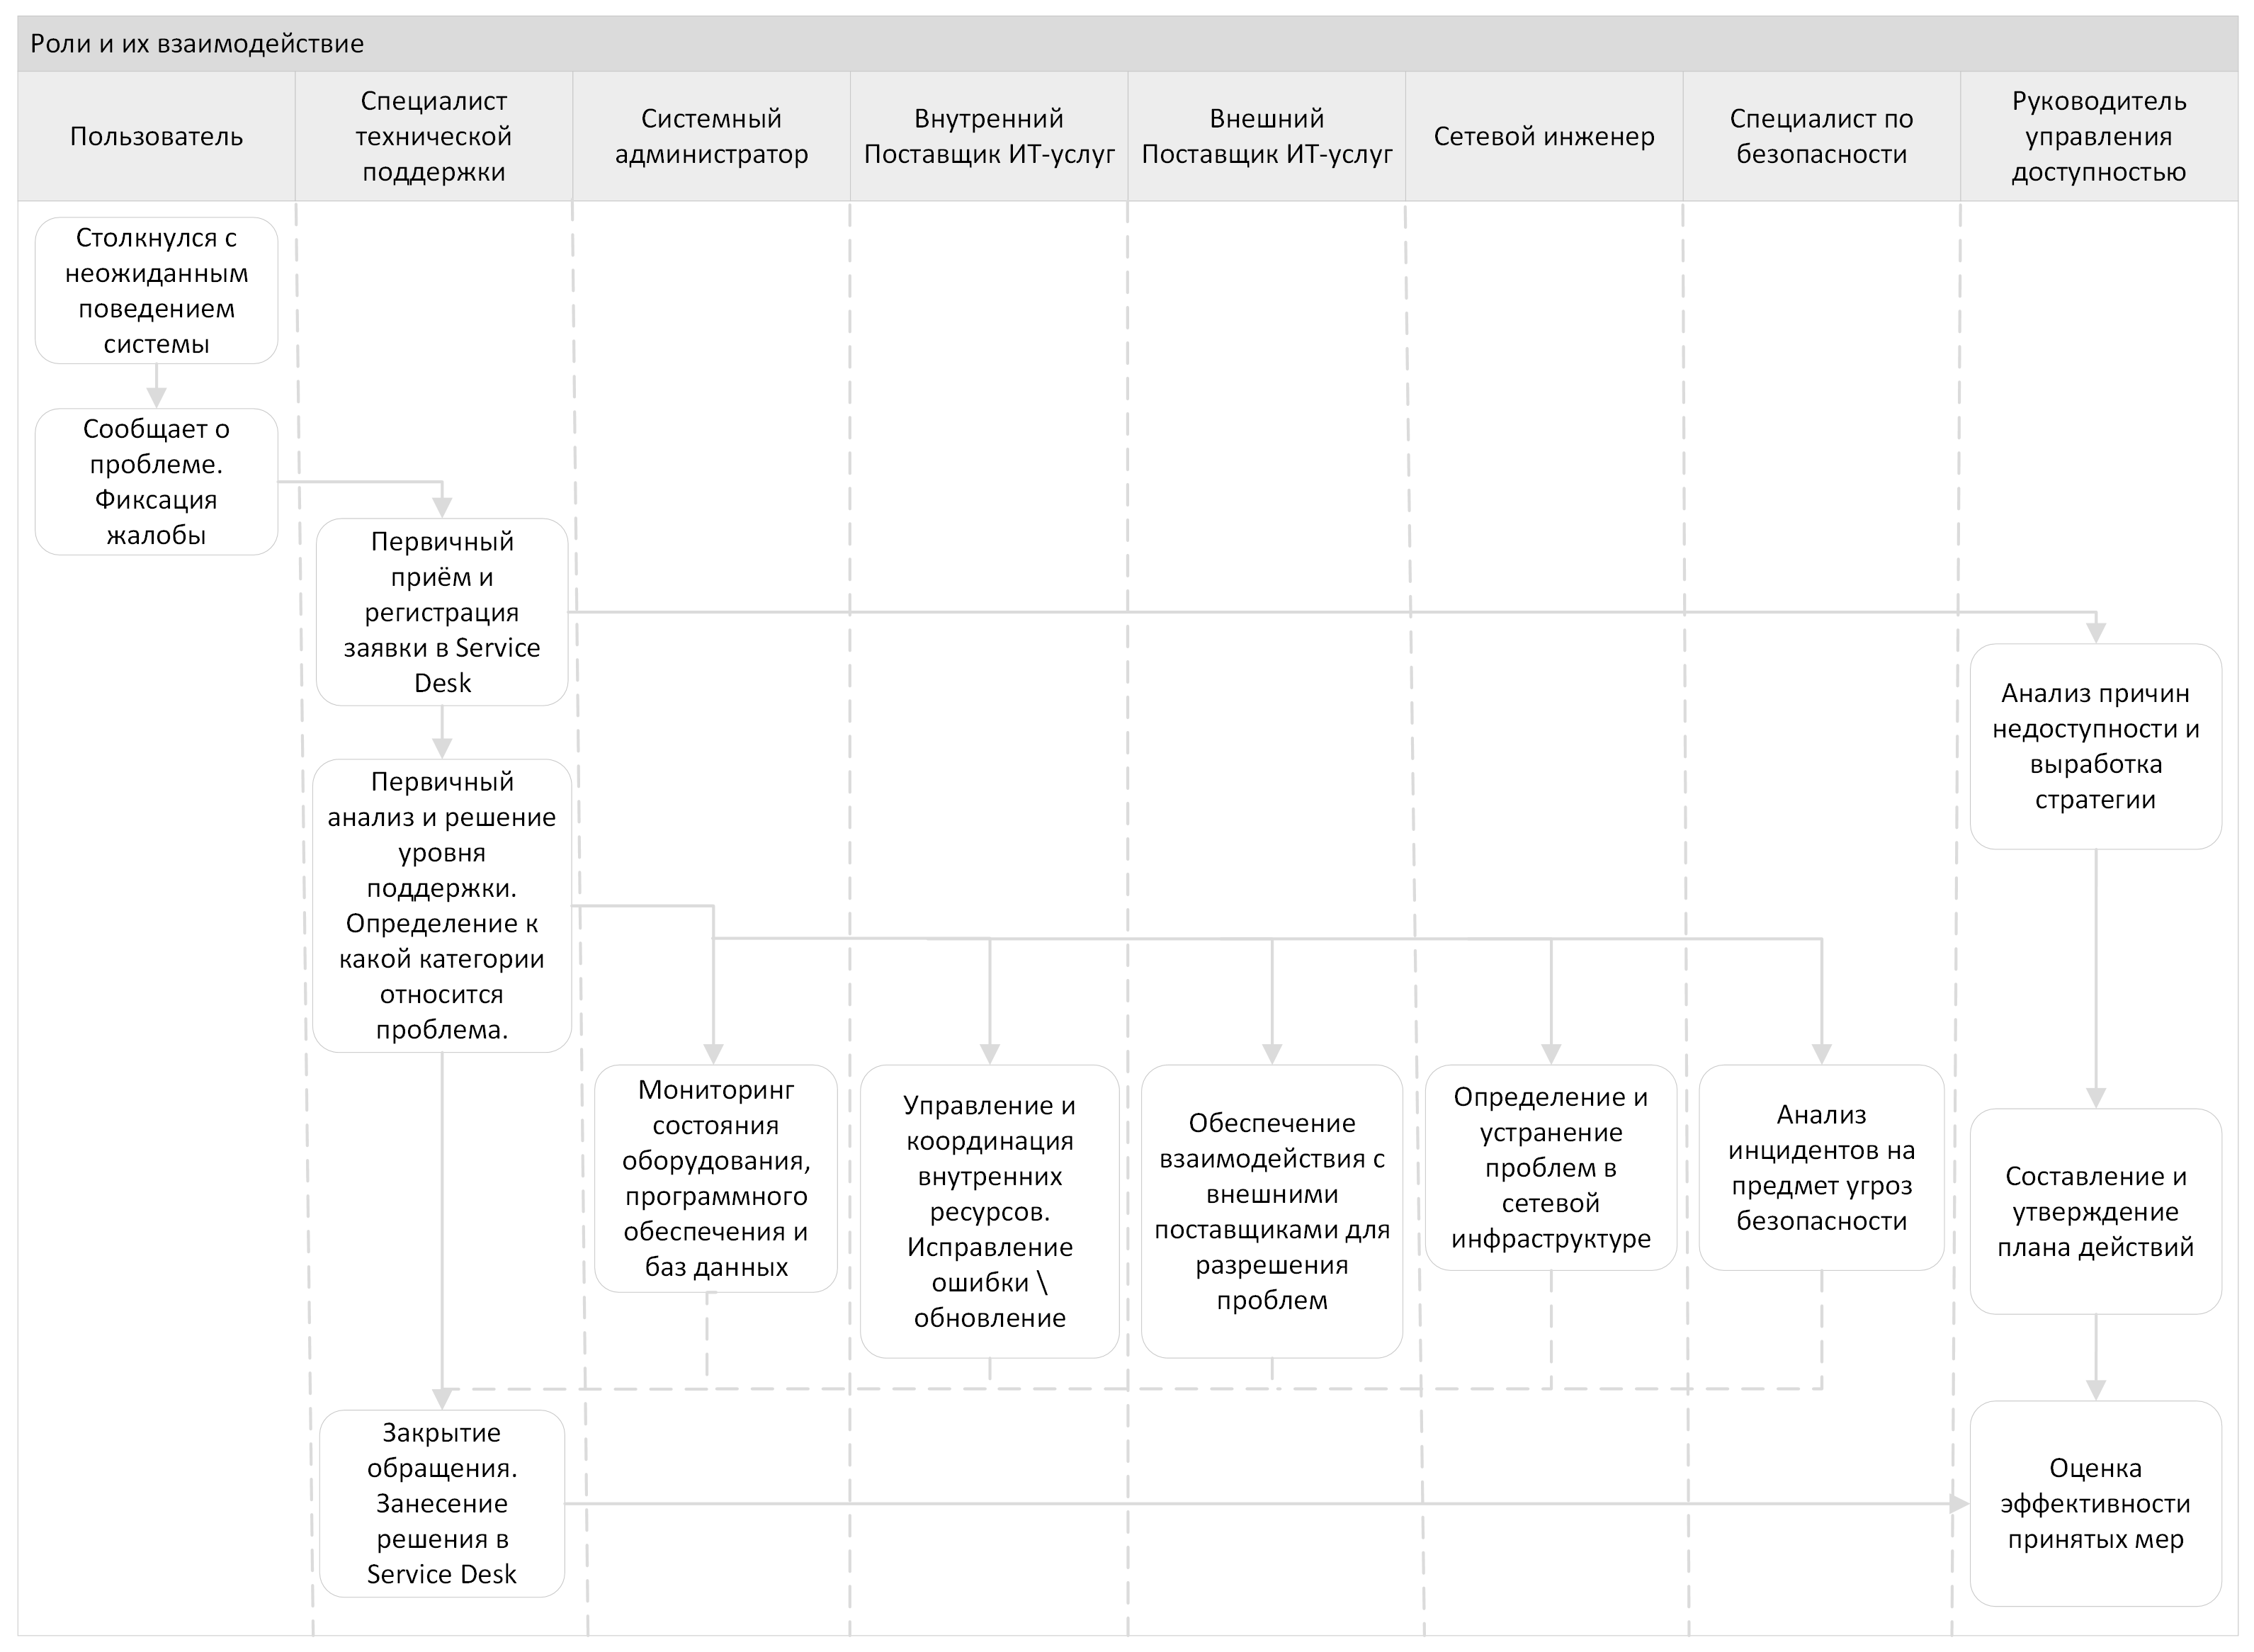 Роли и их взаимодействие
Пользователь
Специалист
технической
поддержки
Системный
администратор
Внутренний
Поставщик ИТ-услуг
Внешний
Поставщик ИТ-услуг
Сетевой инженер
Специалист по
безопасности
Руководитель
управления
доступностью
Столкнулся с
неожиданным
поведением
системы
Сообщает о
проблеме.
Фиксация
жалобы
Первичный
приём и
регистрация
заявки в Service
Desk
Анализ причин
недоступности и
выработка
стратегии
Первичный
анализ и решение
уровня
поддержки.
Определение к
какой категории
относится
проблема.
Мониторинг
состояния
оборудования,
программного
обеспечения и
баз данных
Управление и
координация
внутренних
ресурсов.
Исправление
ошибки \
обновление
Обеспечение
взаимодействия с
внешними
поставщиками для
разрешения
проблем
Определение и
устранение
проблем в
сетевой
инфраструктуре
Анализ
инцидентов на
предмет угроз
безопасности
Составление и
утверждение
плана действий
Закрытие
обращения.
Занесение
решения в
Service Desk
Оценка
эффективности
принятых мер